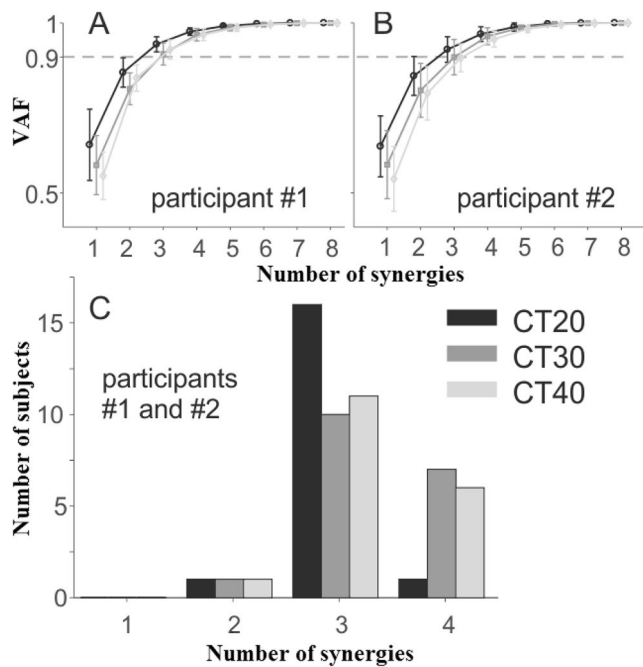 A
B
1
0.9
0.5
VAF
participant #1
participant #2
1 2 3 4 5 6 7 8
1 2 3 4 5 6 7 8
Number of synergies
C
15
10
5
0
Number of subjects
participants
#1 and #2
CT20
CT30
CT40
1 2 3 4
Number of synergies